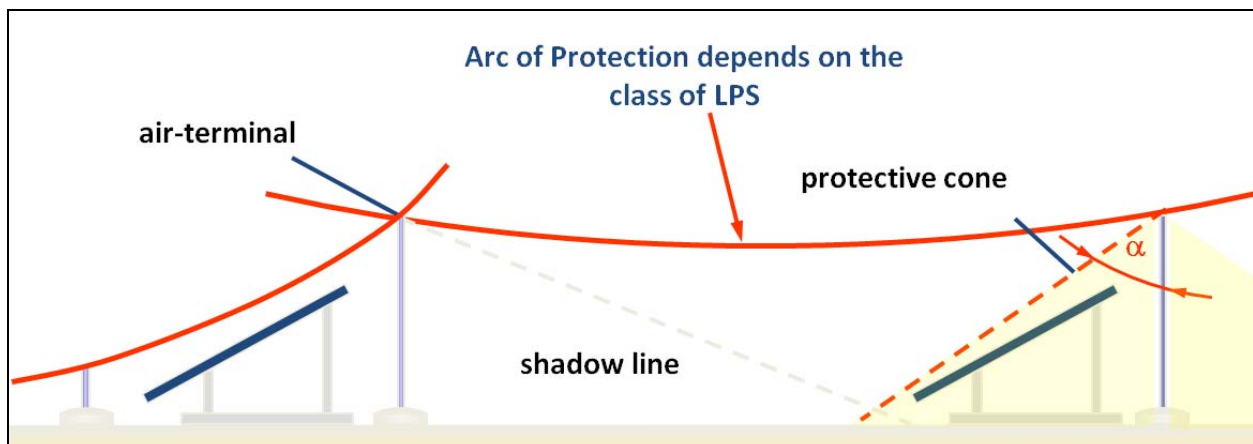 Arc of Protection depends on the
class of LPS
air-terminal
protective cone
α
shadow line